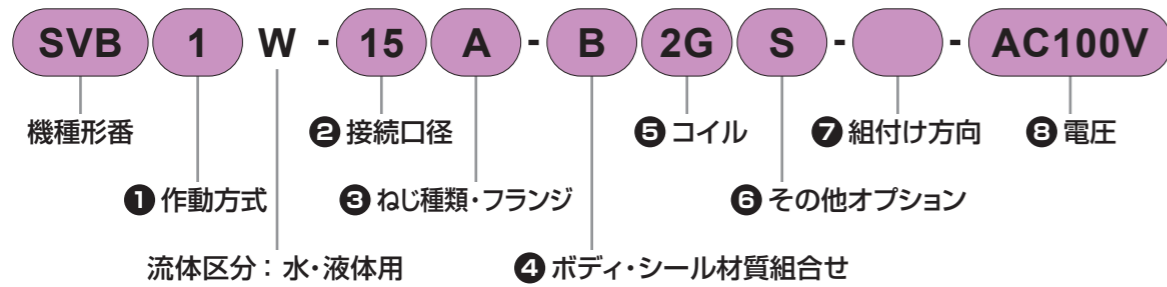 SVB 1 W - 15 A - B 2G S - - AC100V
機種形番 ❷接続口径 ❺コイル ❼組付け方向 ❽電圧
❶作動方式 ❸ねじ種類・フランジ ❻その他オプション
流体区分：水・液体用 ❹ボディ・シール材質組合せ